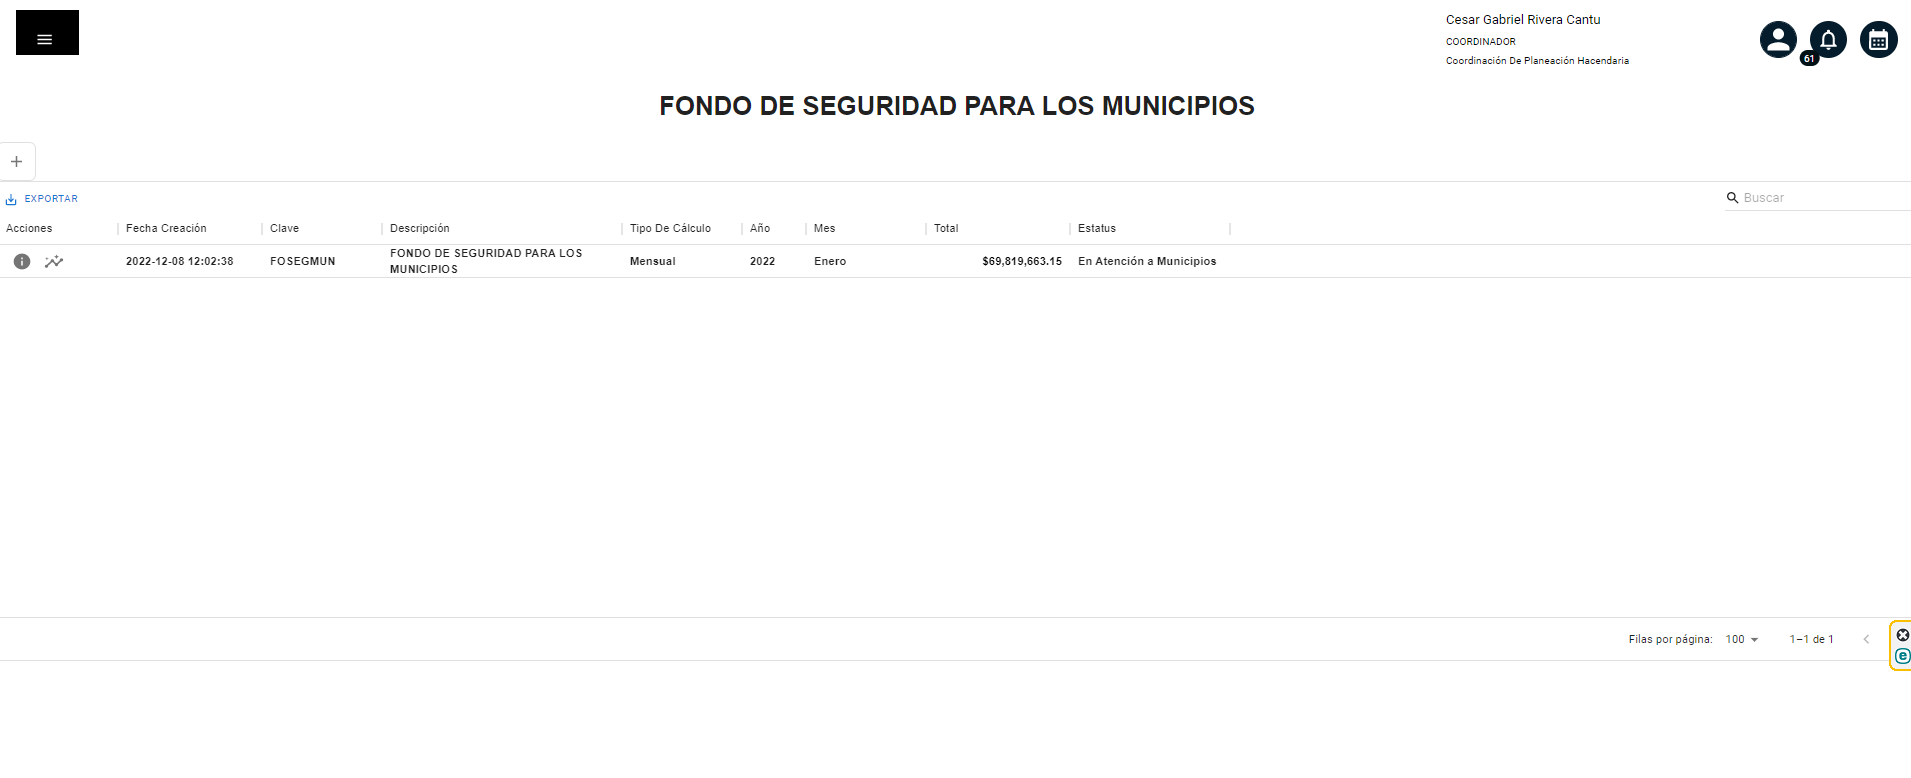 Cesar Gabriel Rivera Cantu
COORDINADOR
Coordinación De Planeación Hacendaria
61
FONDO DE SEGURIDAD PARA LOS MUNICIPIOS
EXPORTAR
Buscar
Acciones Fecha Creación Clave Descripción Tipo De Cálculo Año Mes Total Estatus
2022-12-08 12:02:38 FOSEGMUN FONDO DE SEGURIDAD PARA LOS MUNICIPIOS Mensual 2022 Enero $69,819,663.15 En Atención a Municipios
Filas por página: 100 1–1 de 1